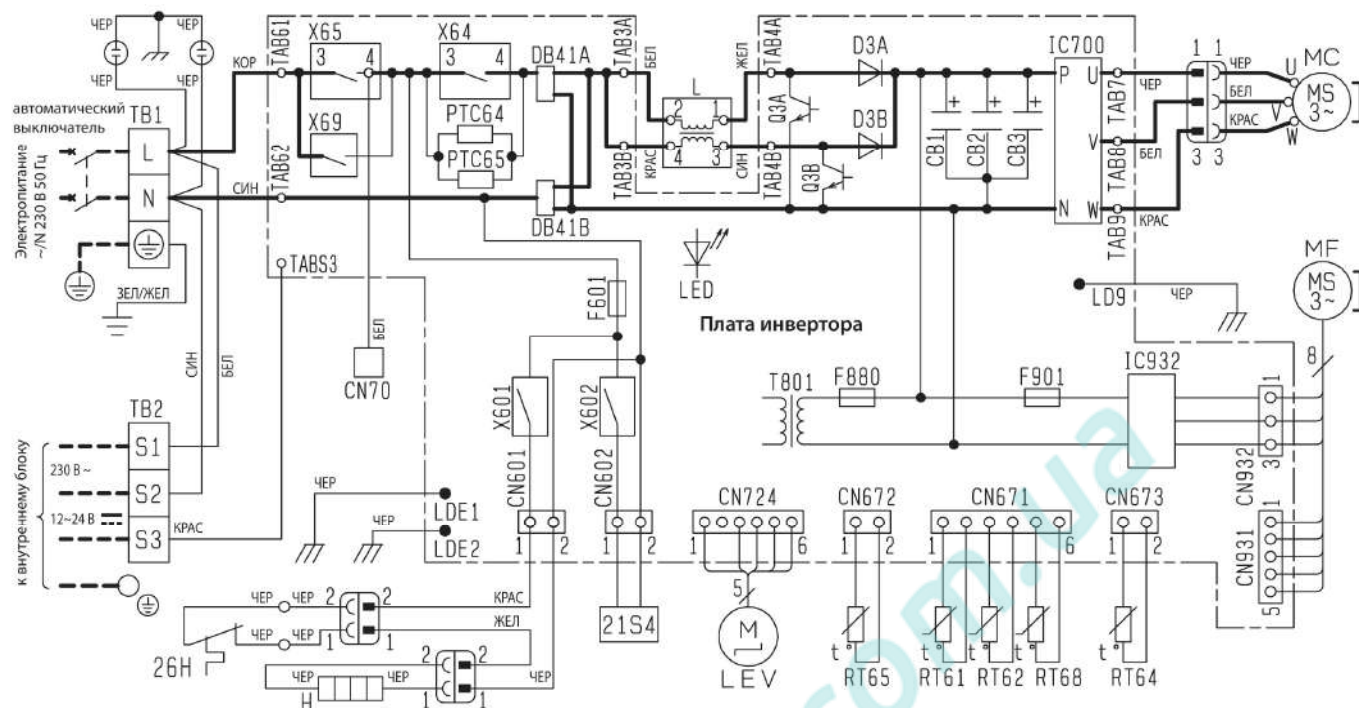 ЧЕР
ЧЕР
ЧЕР
ЧЕР
автоматический
выключатель
Электропитание
~/N 230 В 50 Гц
TB1
L
N
КОР
СИН
ЗЕЛ/ЖЕЛ
СИН
БЕЛ
TAB61
TAB62
TABS3
X65
3 4
X69
X64
3 4
PTC64
PTC65
DB41A
DB41B
TAB3A
TAB3B
БЕЛ
КРАС
L
2 1
4 3
ЖЕЛ
СИН
TAB4A
TAB4B
Q3A
Q3B
D3A
D3B
CB1
CB2
CB3
+
+
+
IC700
P U
V
N W
TAB7
TAB8
TAB9
ЧЕР
БЕЛ
КРАС
1 1
3 3
ЧЕР
БЕЛ
КРАС
U
V
W
MC
MS
3~
MF
MS
3~
8
LED
Плата инвертора
LD9
ЧЕР
F601
БЕЛ
CN70
X601
X602
T801
F880
F901
IC932
1
3
CN932
TB2
S1
S2
S3
к внутреннему блоку
230 В ~
12~24 В
КРАС
ЧЕР
LDE1
ЧЕР
LDE2
CN601
1 2
CN602
1 2
CN724
1 6
5
M
LEV
CN672
1 2
CN671
1 6
CN673
1 2
CN931
1
5
t°
RT65
t°
RT61
t°
RT62
t°
RT68
t°
RT64
21S4
26H
ЧЕР ЧЕР
ЧЕР ЧЕР
2 2
1 1
КРАС
ЖЕЛ
ЧЕР
H
ЧЕР
ЧЕР
2 2
1 1
com.ua